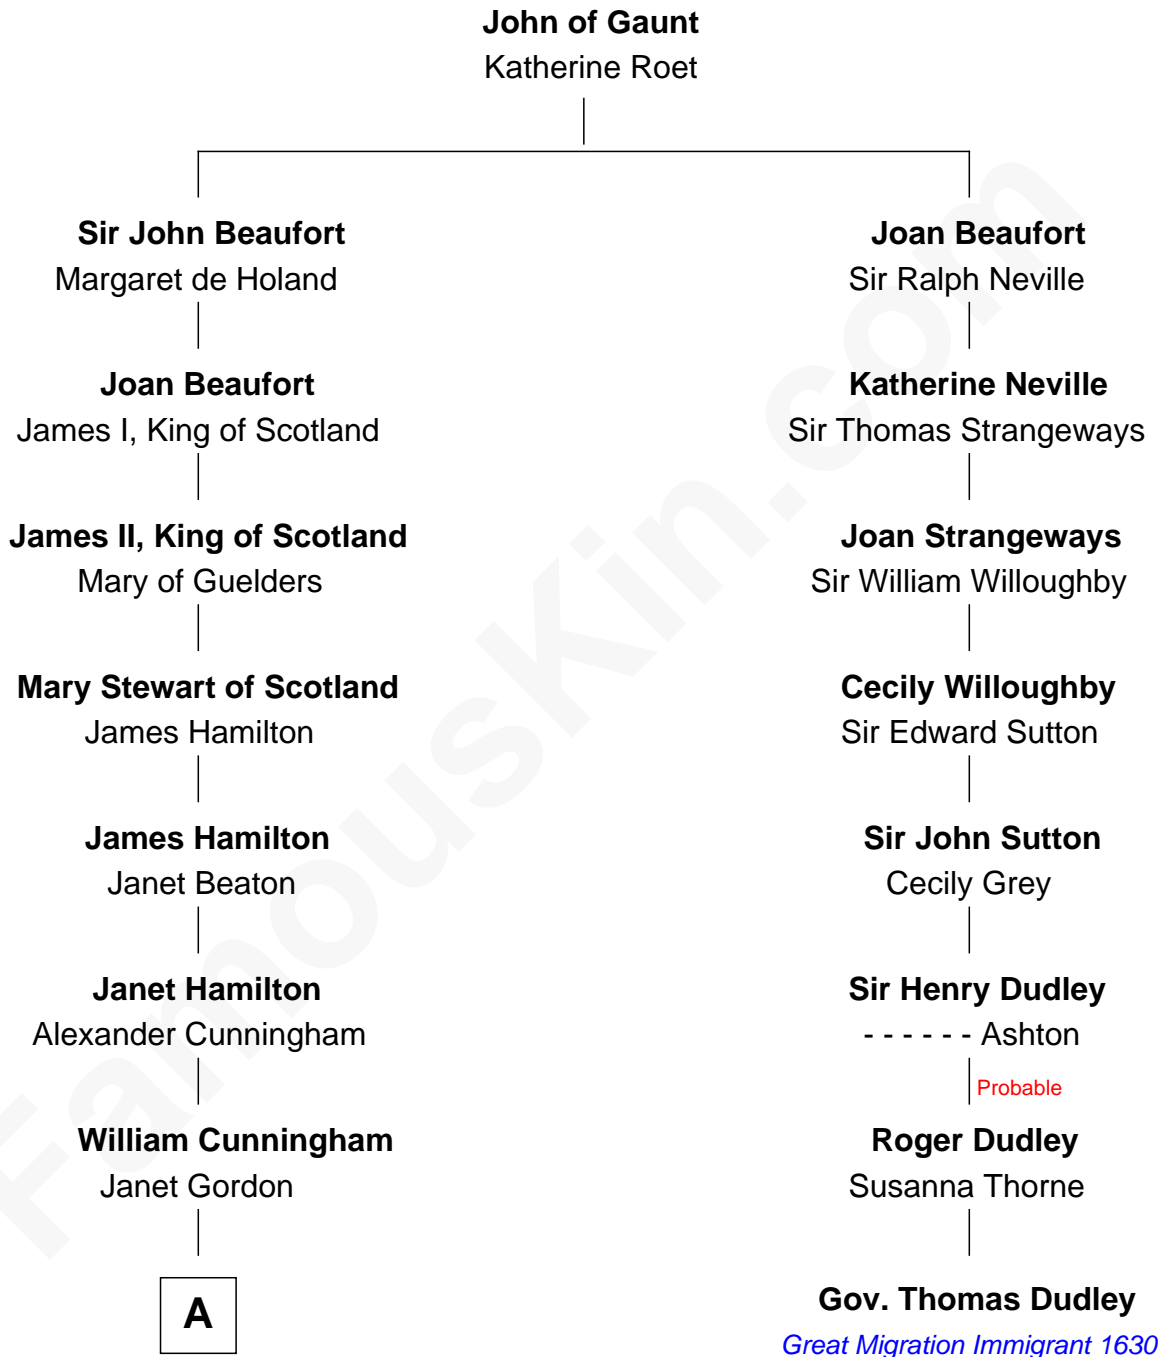 John of Gaunt
Katherine Roet
Sir John Beaufort
Margaret de Holand
Joan Beaufort
James I, King of Scotland
James II, King of Scotland
Mary of Guelders
Mary Stewart of Scotland
James Hamilton
James Hamilton
Janet Beaton
Janet Hamilton
Alexander Cunningham
William Cunningham
Janet Gordon
A
Joan Beaufort
Sir Ralph Neville
Katherine Neville
Sir Thomas Strangeways
Joan Strangeways
Sir William Willoughby
Cecily Willoughby
Sir Edward Sutton
Sir John Sutton
Cecily Grey
Sir Henry Dudley
- - - - - - Ashton
Probable
Roger Dudley
Susanna Thorne
Gov. Thomas Dudley
Great Migration Immigrant 1630
FamousKin.com